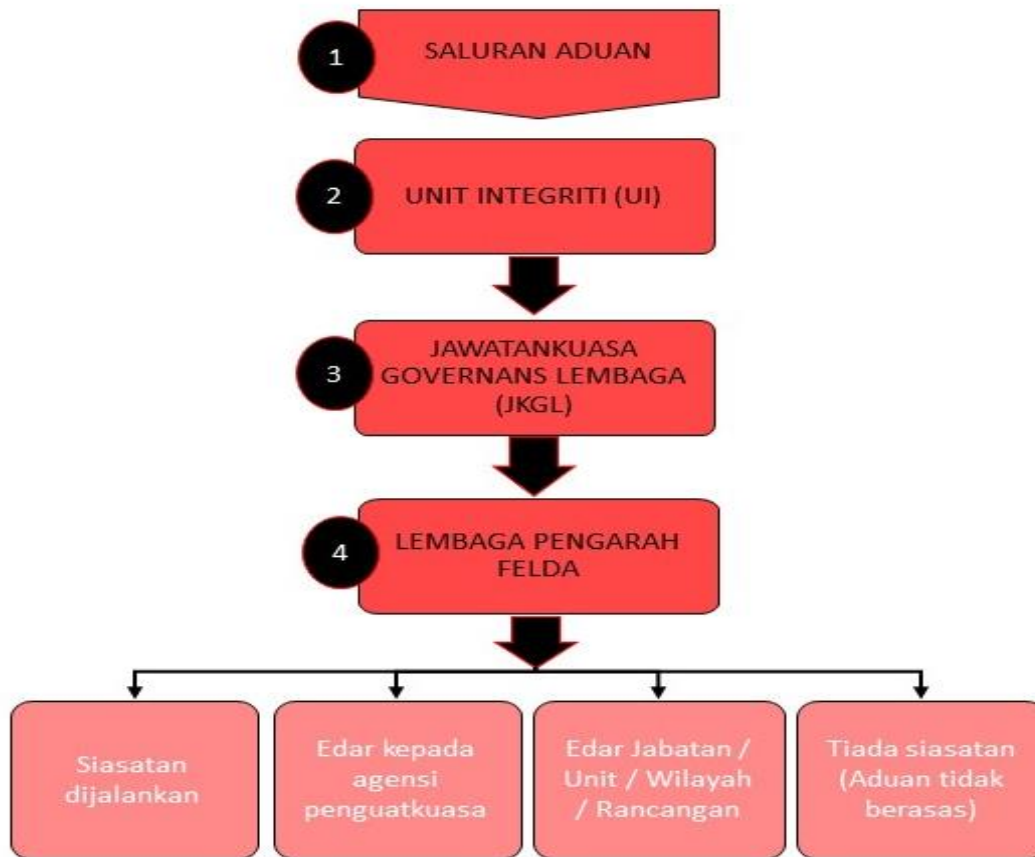 1
SALURAN ADUAN
2
UNIT INTEGRITI (UI)
3
JAWATANKUASA
GOVERNANS LEMBAGA
(JKGL)
4
LEMBAGA PENGARAH
FELDA
Siasatan
dijalankan
Edar kepada
agensi
penguatkuasa
Edar Jabatan /
Unit / Wilayah
/ Rancangan
Tiada siasatan
(Aduan tidak
berasas)